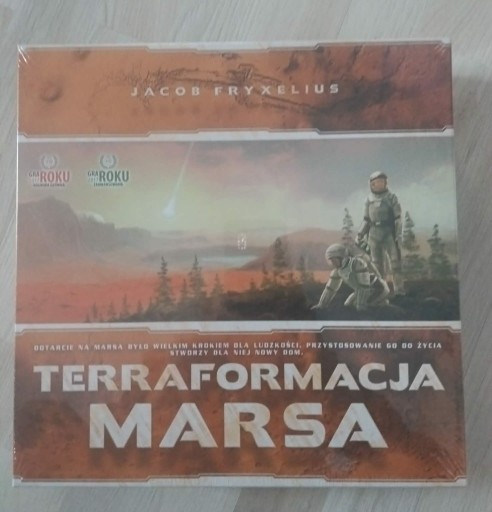 JACOB FRYXELIUS
GRA ROKU
GRA ROKU
DOTARCIE NA MARSA BYŁO WIELKIM KROKIEM DLA LUDZKOŚCI. PRZYSTOSOWANIE GO DO ŻYCIA
STWORZY DLA NIEJ NOWY DOM.
TERRAFORMACJA
MARSA